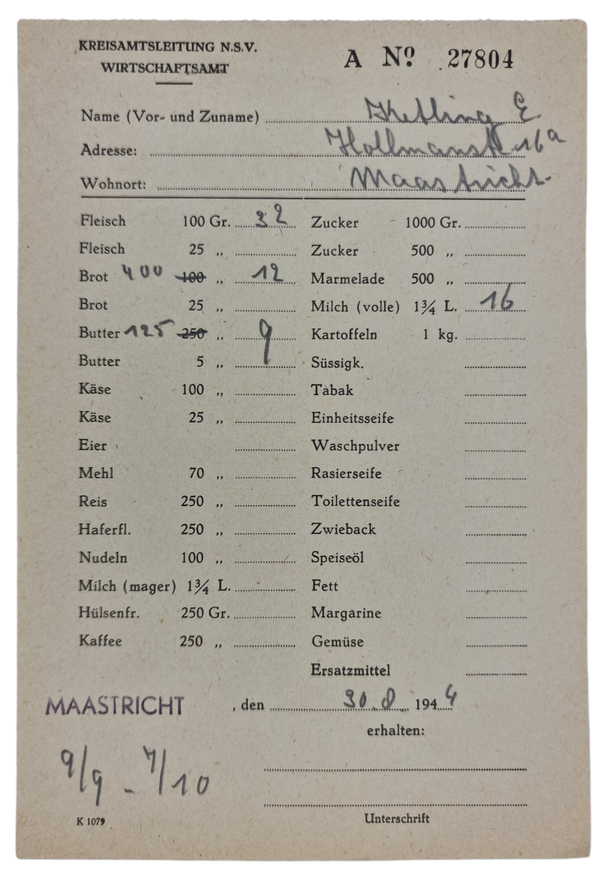 KREISAMTSLEITUNG N.S.V.
WIRTSCHAFTSAMT
A Nº 27804
Name (Vor- und Zuname) Ketling E.
Adresse: 16a
Wohnort: Maastricht.
Fleisch 100 Gr. 32
Fleisch 25 „
Brot 400 100 „ 12
Brot 25 „
Butter 125 250 „ 9
Butter 5 „
Käse 100 „
Käse 25 „
Eier
Mehl 70 „
Reis 250 „
Haferfl. 250 „
Nudeln 100 „
Milch (mager) 1¾ L.
Hülsenfr. 250 Gr.
Kaffee 250 „
Zucker 1000 Gr.
Zucker 500 „
Marmelade 500 „
Milch (volle) 1¾ L. 16
Kartoffeln 1 kg.
Süssigk.
Tabak
Einheitsseife
Waschpulver
Rasierseife
Toilettenseife
Zwieback
Speiseöl
Fett
Margarine
Gemüse
Ersatzmittel
MAASTRICHT, den 30.8. 1944
erhalten:
9/9 - 7/10
Unterschrift
K 1079